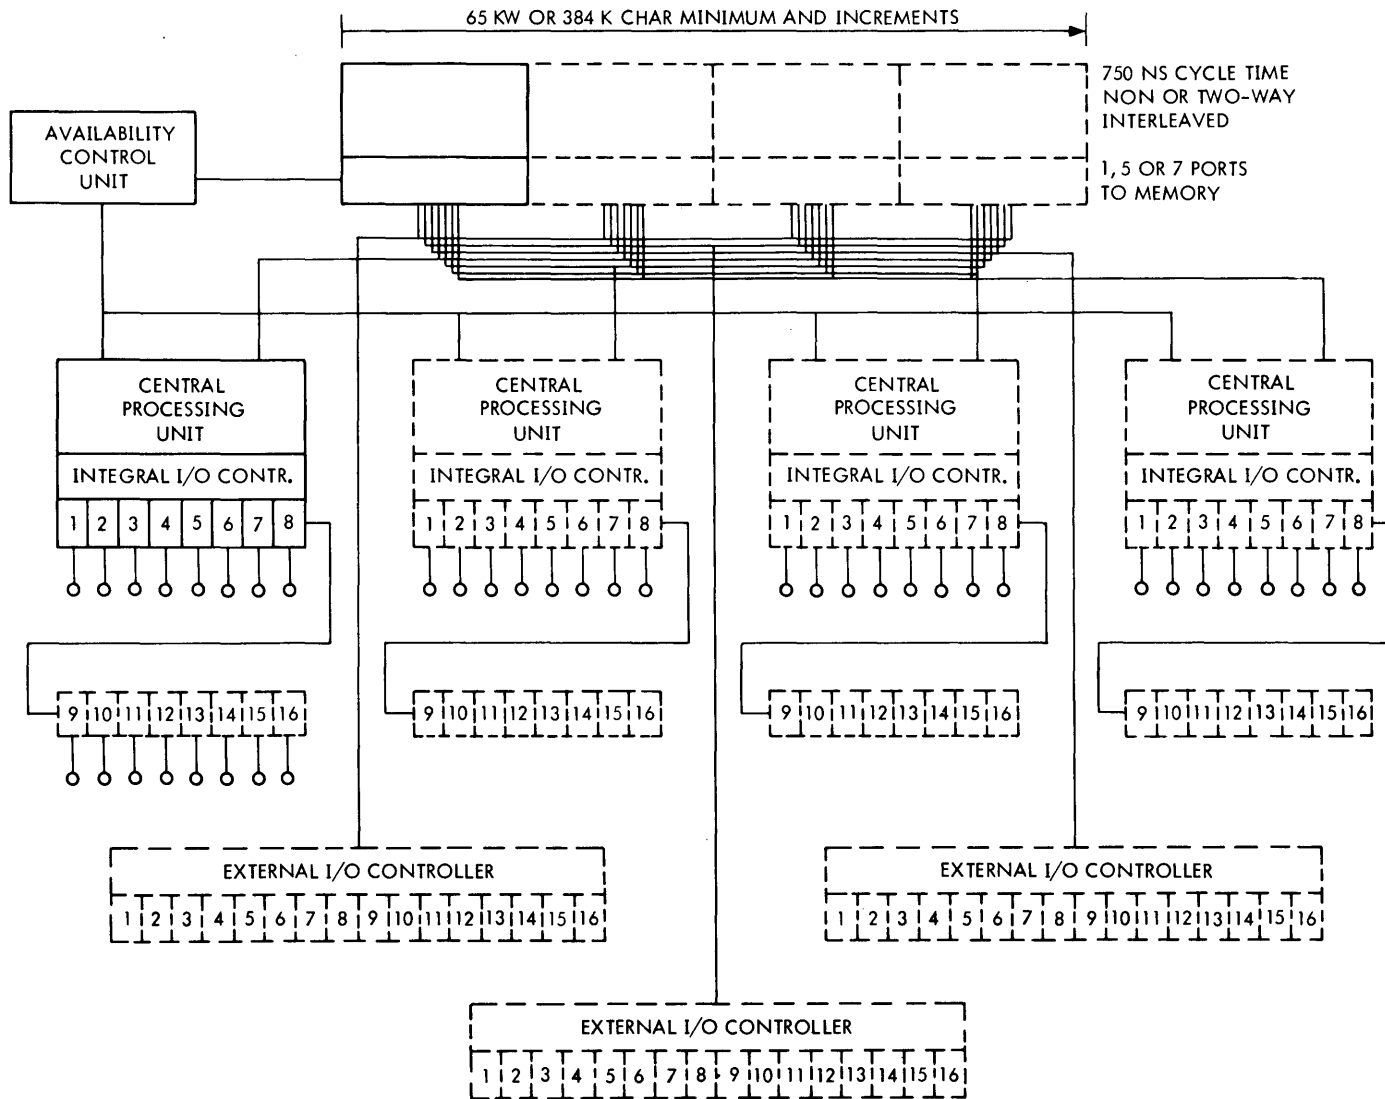 65 KW OR 384 K CHAR MINIMUM AND INCREMENTS
750 NS CYCLE TIME
NON OR TWO-WAY
INTERLEAVED
1, 5 OR 7 PORTS
TO MEMORY
AVAILABILITY
CONTROL
UNIT
CENTRAL
PROCESSING
UNIT
INTEGRAL I/O CONTR.
1 2 3 4 5 6 7 8
CENTRAL
PROCESSING
UNIT
INTEGRAL I/O CONTR.
1 2 3 4 5 6 7 8
CENTRAL
PROCESSING
UNIT
INTEGRAL I/O CONTR.
1 2 3 4 5 6 7 8
CENTRAL
PROCESSING
UNIT
INTEGRAL I/O CONTR.
1 2 3 4 5 6 7 8
9 10 11 12 13 14 15 16
9 10 11 12 13 14 15 16
9 10 11 12 13 14 15 16
9 10 11 12 13 14 15 16
EXTERNAL I/O CONTROLLER
1 2 3 4 5 6 7 8 9 10 11 12 13 14 15 16
EXTERNAL I/O CONTROLLER
1 2 3 4 5 6 7 8 9 10 11 12 13 14 15 16
EXTERNAL I/O CONTROLLER
1 2 3 4 5 6 7 8 9 10 11 12 13 14 15 16